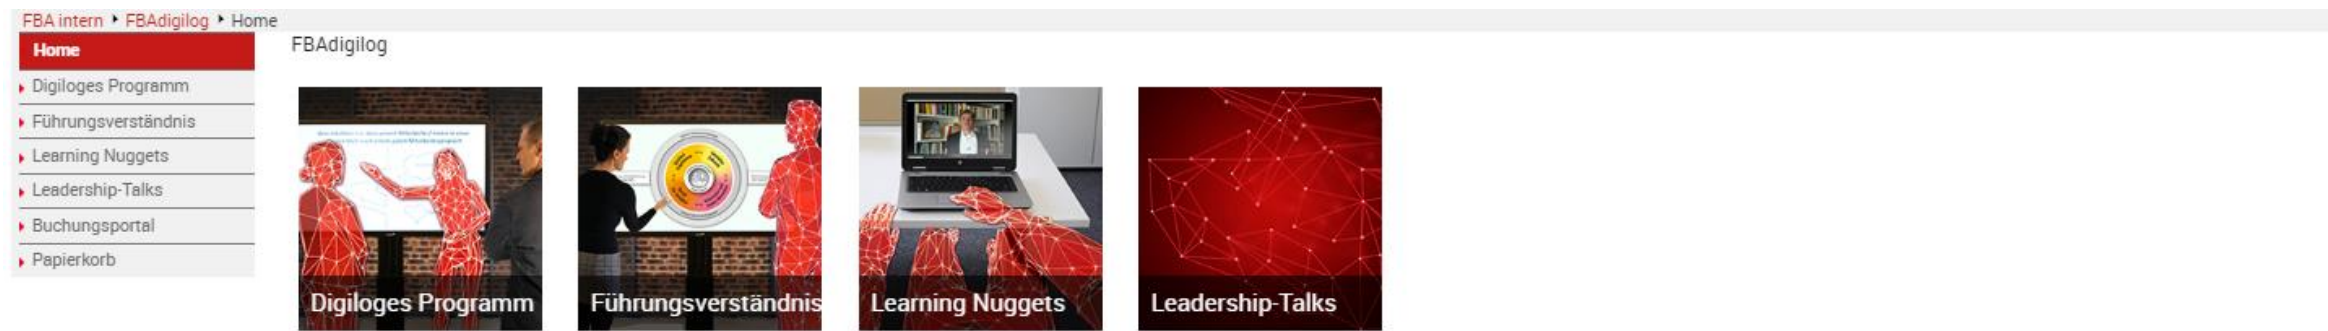 FBA intern ‣ FBAdigilog ‣ Home
Home
Digiloges Programm
Führungsverständnis
Learning Nuggets
Leadership-Talks
Buchungsportal
Papierkorb
FBAdigilog
Digiloges Programm
Führungsverständnis
Learning Nuggets
Leadership-Talks